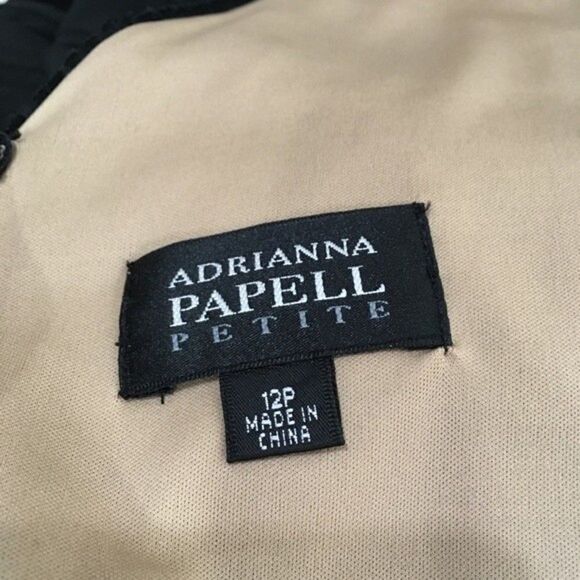 ADRIANNA
PAPELL
PETITE
12P
MADE IN
CHINA